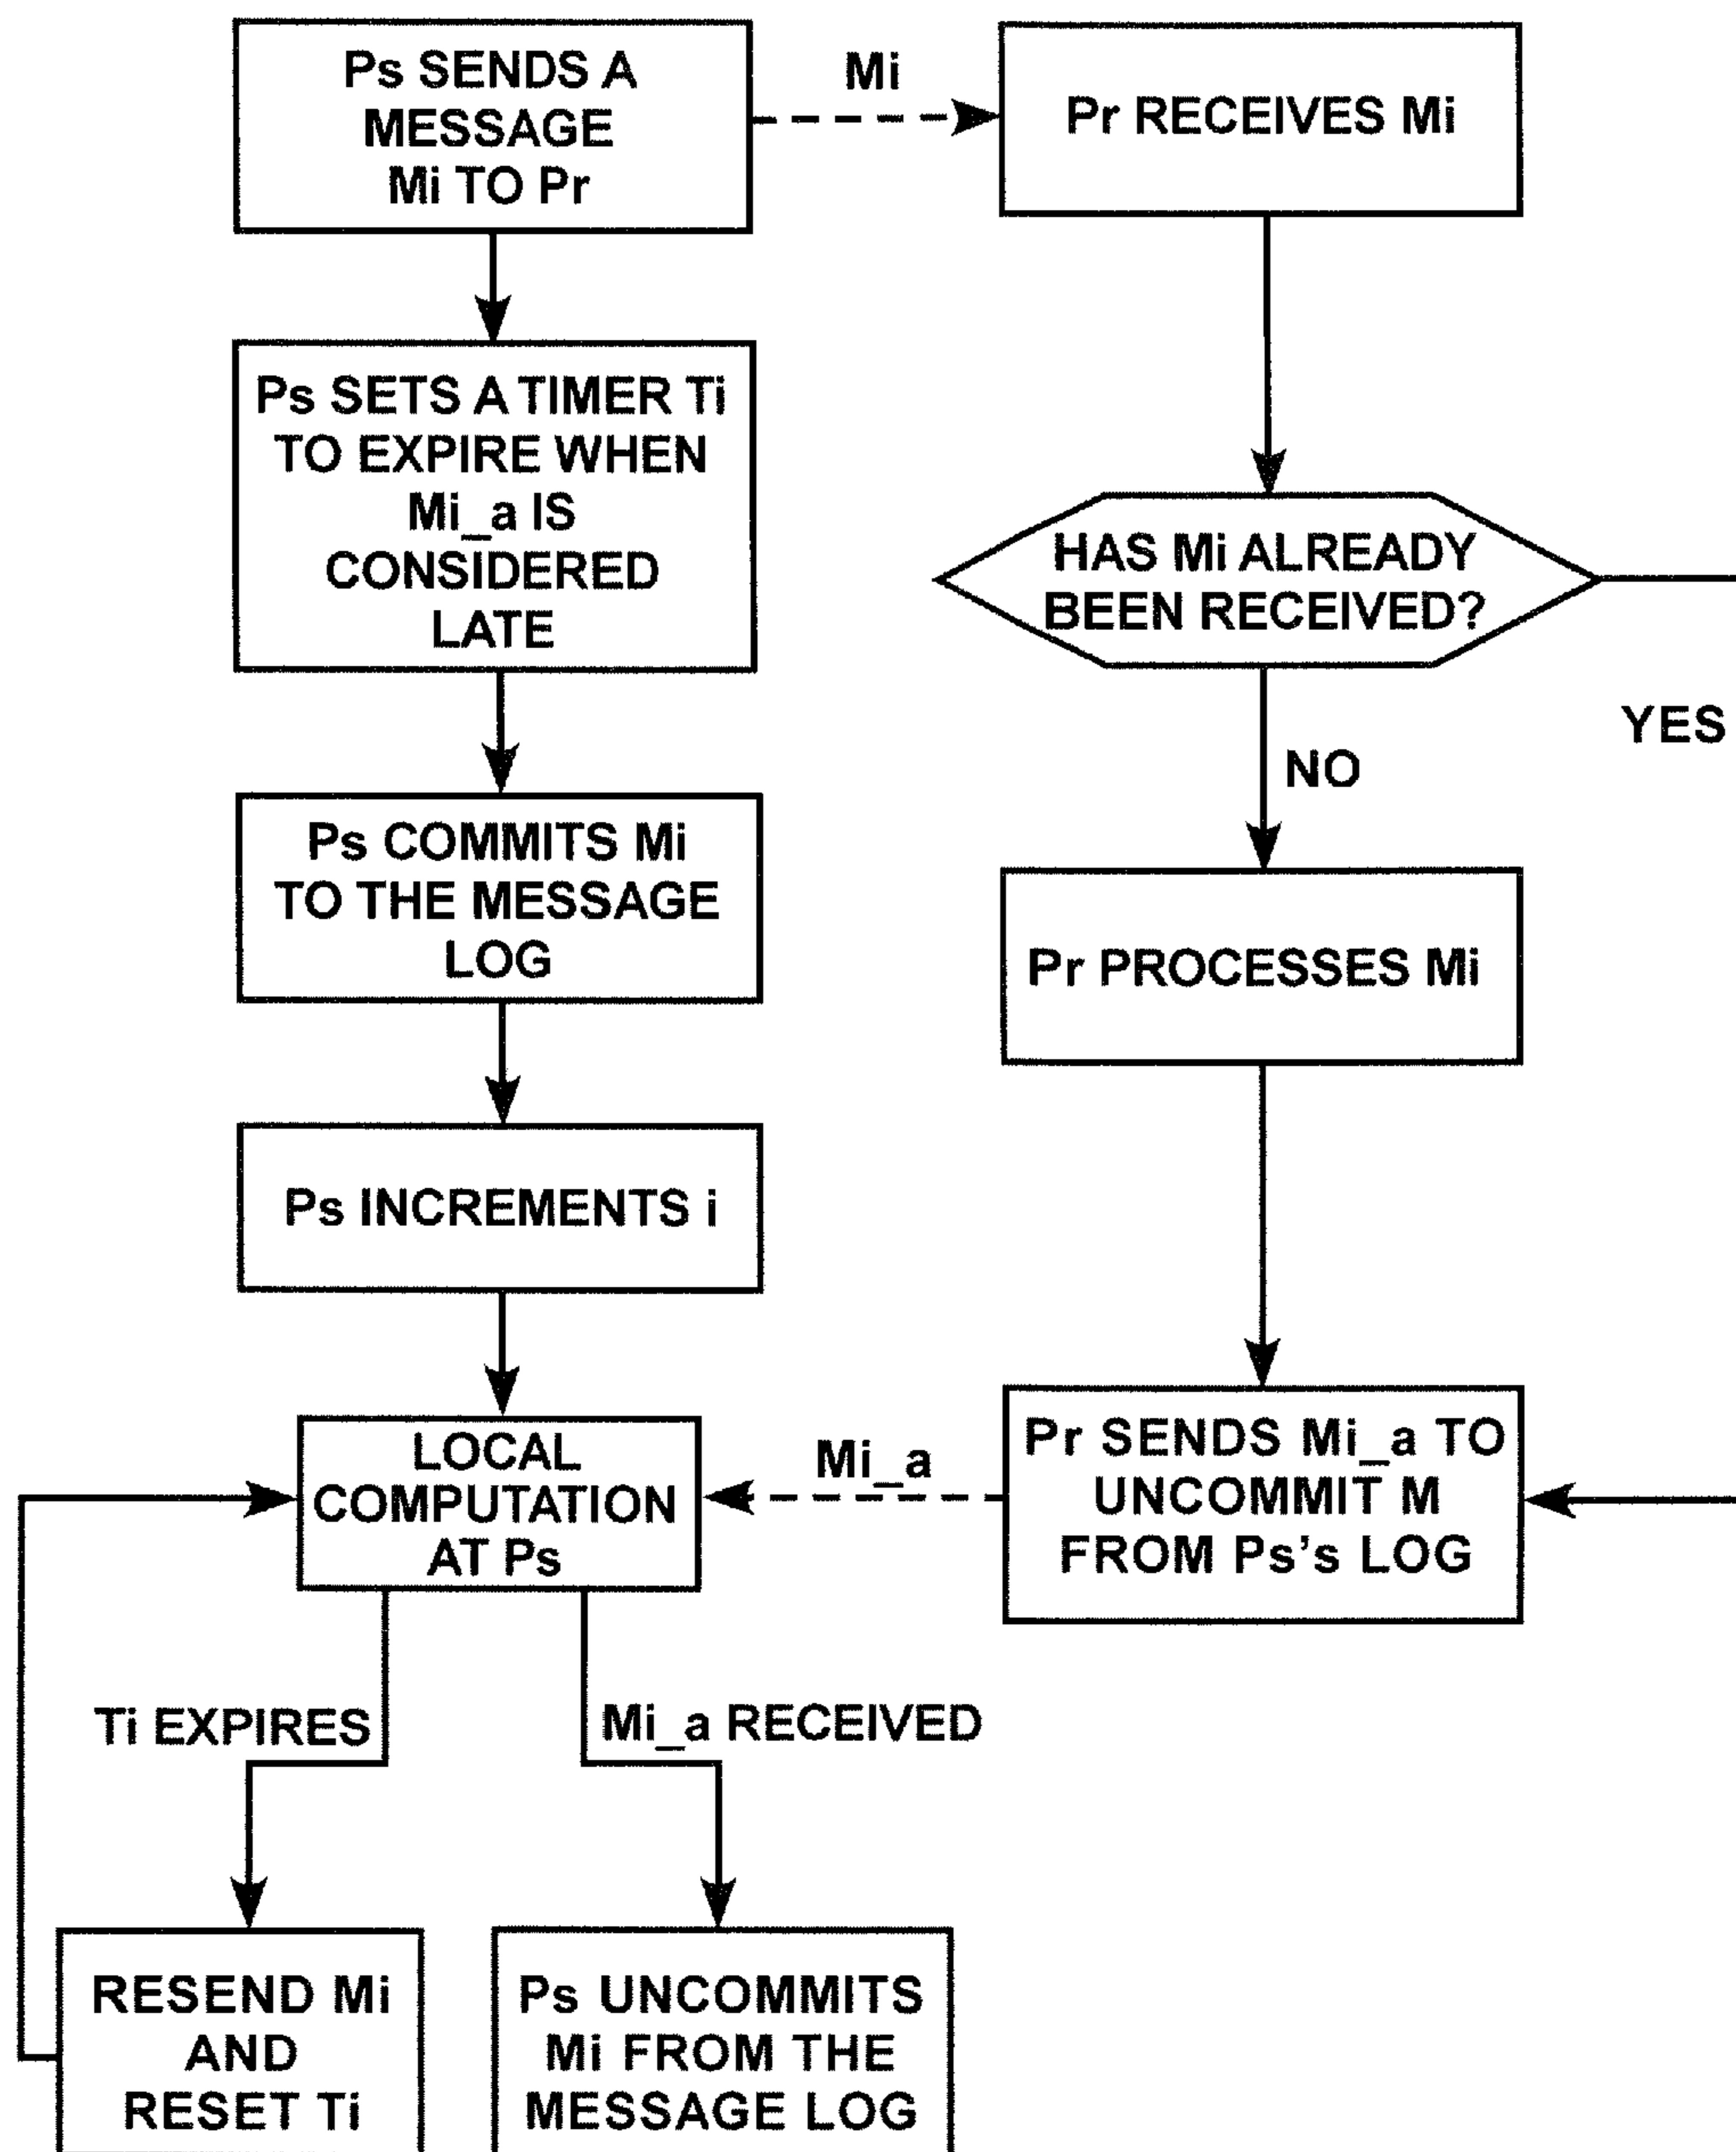 Ps SENDS A
MESSAGE
Mi TO Pr
Mi
Pr RECEIVES Mi
Ps SETS A TIMER Ti
TO EXPIRE WHEN
Mi_a IS
CONSIDERED
LATE
HAS Mi ALREADY
BEEN RECEIVED?
YES
NO
Ps COMMITS Mi
TO THE MESSAGE
LOG
Pr PROCESSES Mi
Ps INCREMENTS i
LOCAL
COMPUTATION
AT Ps
Mi_a
Pr SENDS Mi_a TO
UNCOMMIT M
FROM Ps's LOG
Ti EXPIRES
Mi_a RECEIVED
RESEND Mi
AND
RESET Ti
Ps UNCOMMITS
Mi FROM THE
MESSAGE LOG